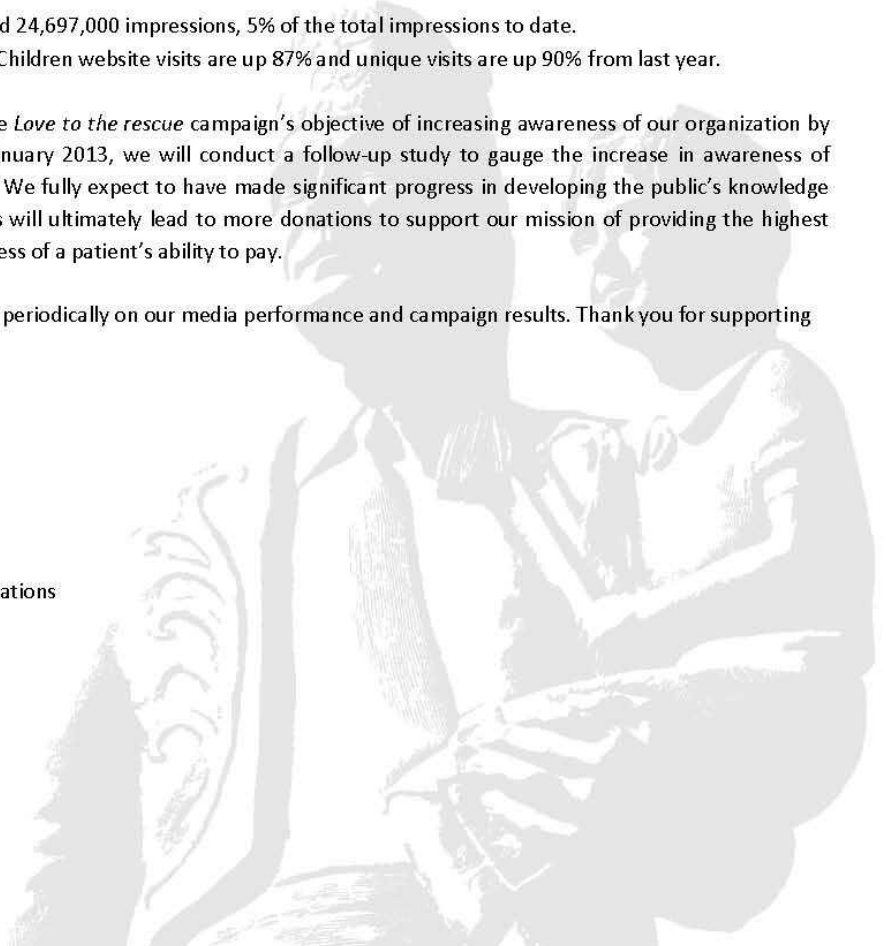 d 24,697,000 impressions, 5% of the total impressions to date.
Children website visits are up 87% and unique visits are up 90% from last year.
e Love to the rescue campaign's objective of increasing awareness of our organization by
nuary 2013, we will conduct a follow-up study to gauge the increase in awareness of
We fully expect to have made significant progress in developing the public's knowledge
s will ultimately lead to more donations to support our mission of providing the highest
ess of a patient's ability to pay.
periodically on our media performance and campaign results. Thank you for supporting
ations